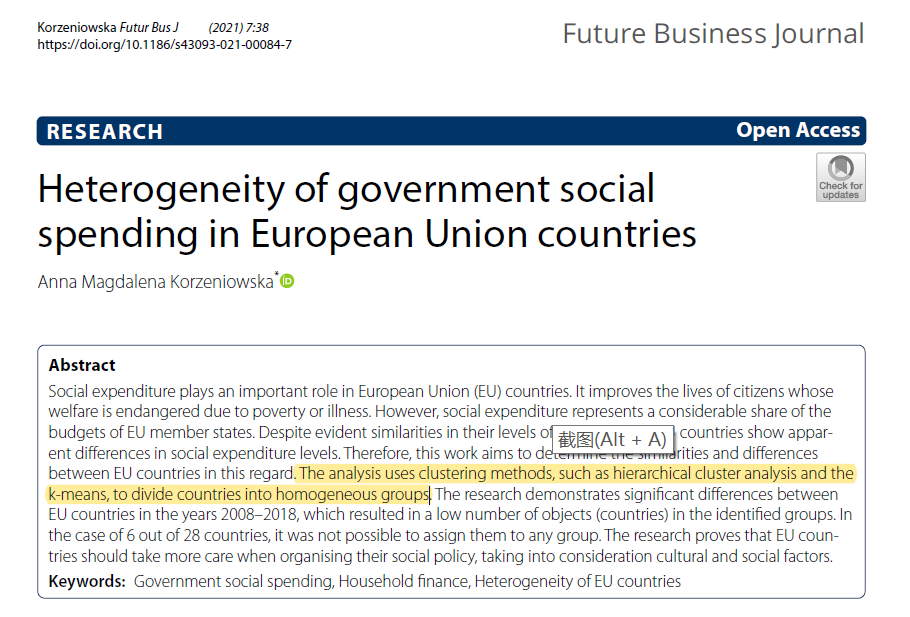 Korzeniowska Futur Bus J (2021) 7:38
https://doi.org/10.1186/s43093-021-00084-7
Future Business Journal
RESEARCH
Open Access
Check for
updates
Heterogeneity of government social
spending in European Union countries
Anna Magdalena Korzeniowska*
iD
Abstract
Social expenditure plays an important role in European Union (EU) countries. It improves the lives of citizens whose
welfare is endangered due to poverty or illness. However, social expenditure represents a considerable share of the
budgets of EU member states. Despite evident similarities in their levels of countries show appar-
截图(Alt + A)
ent differences in social expenditure levels. Therefore, this work aims to determine the similarities and differences
between EU countries in this regard. The analysis uses clustering methods, such as hierarchical cluster analysis and the
k-means, to divide countries into homogeneous groups. The research demonstrates significant differences between
EU countries in the years 2008–2018, which resulted in a low number of objects (countries) in the identified groups. In
the case of 6 out of 28 countries, it was not possible to assign them to any group. The research proves that EU coun-
tries should take more care when organising their social policy, taking into consideration cultural and social factors.
Keywords: Government social spending, Household finance, Heterogeneity of EU countries